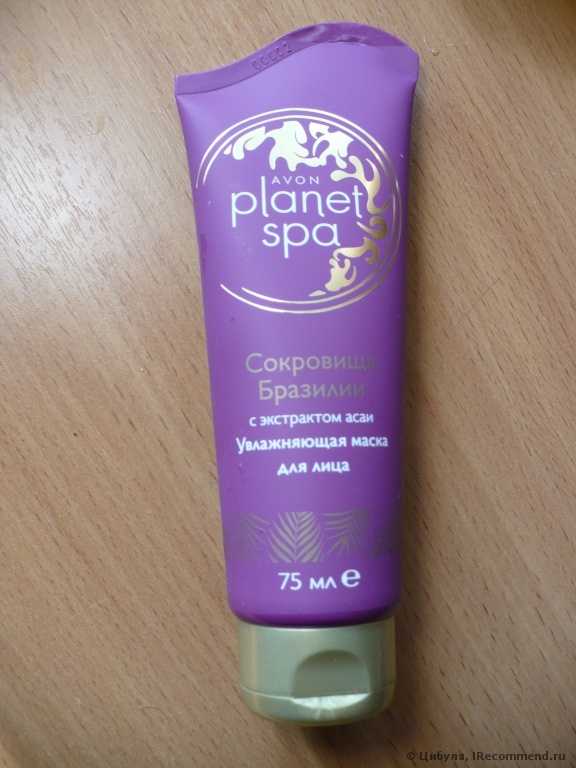 AVON
planet
spa
Сокровища
Бразилии
с экстрактом асаи
Увлажняющая маска
для лица
75 мл e
© Цибуля, IRecommend.ru